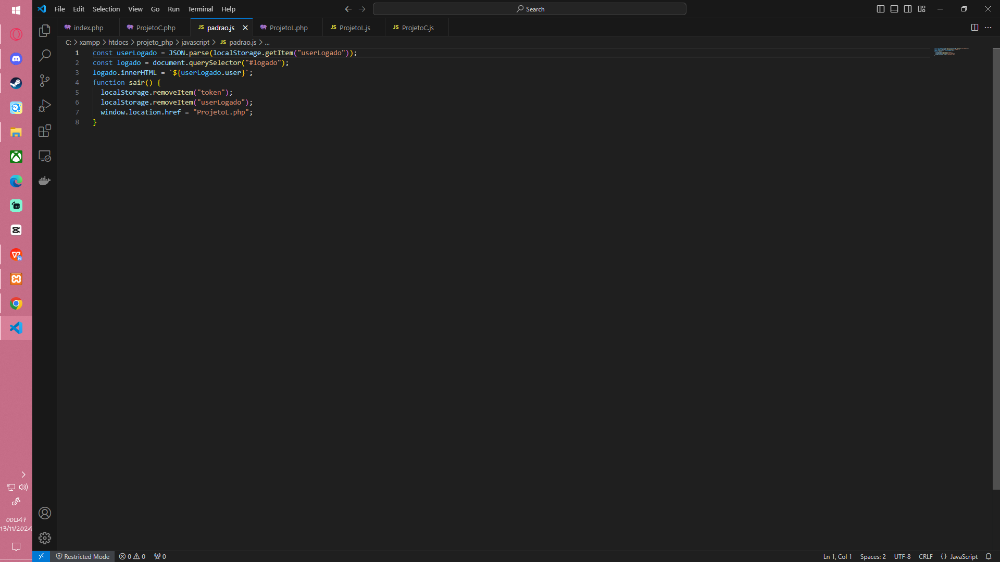 File Edit Selection View Go Run Terminal Help
Search
index.php ProjetoC.php JS padrao.js ProjetoL.php JS ProjetoL.js JS ProjetoC.js
C: > xampp > htdocs > projeto_php > javascript > JS padrao.js > ...
1 const userLogado = JSON.parse(localStorage.getItem("userLogado"));
2 const logado = document.querySelector("#logado");
3 logado.innerHTML = `${userLogado.user}`;
4 function sair() {
5 localStorage.removeItem("token");
6 localStorage.removeItem("userLogado");
7 window.location.href = "ProjetoL.php";
8 }
00□47
13/11/2024
Restricted Mode 0 0 0 Ln 1, Col 1 Spaces: 2 UTF-8 CRLF {} JavaScript